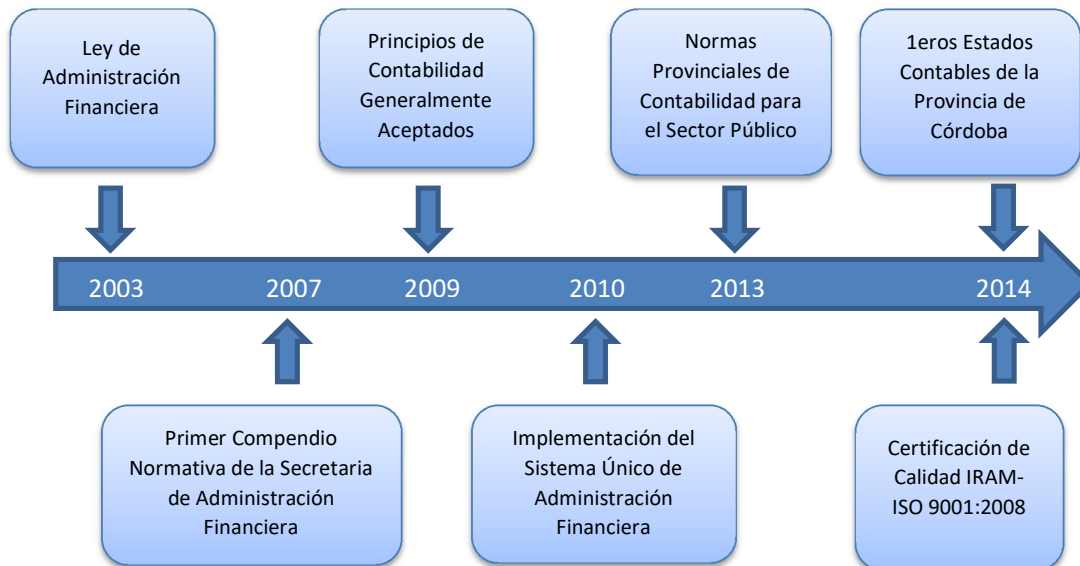 Ley de
Administración
Financiera
Principios de
Contabilidad
Generalmente
Aceptados
Normas
Provinciales de
Contabilidad para
el Sector Público
1eros Estados
Contables de la
Provincia de
Córdoba
2003
2007
2009
2010
2013
2014
Primer Compendio
Normativa de la Secretaria
de Administración
Financiera
Implementación del
Sistema Único de
Administración
Financiera
Certificación de
Calidad IRAM-
ISO 9001:2008